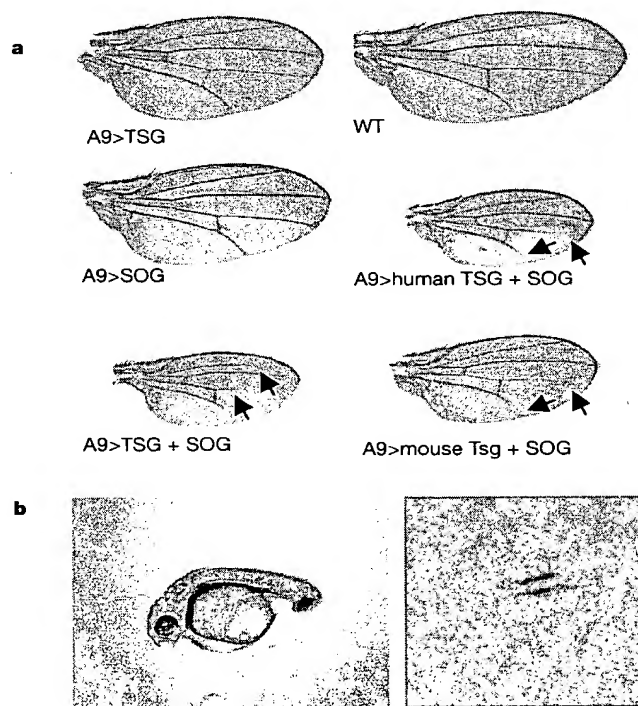 a
A9>TSG
WT
A9>SOG
A9>human TSG + SOG
A9>TSG + SOG
A9>mouse Tsg + SOG
b